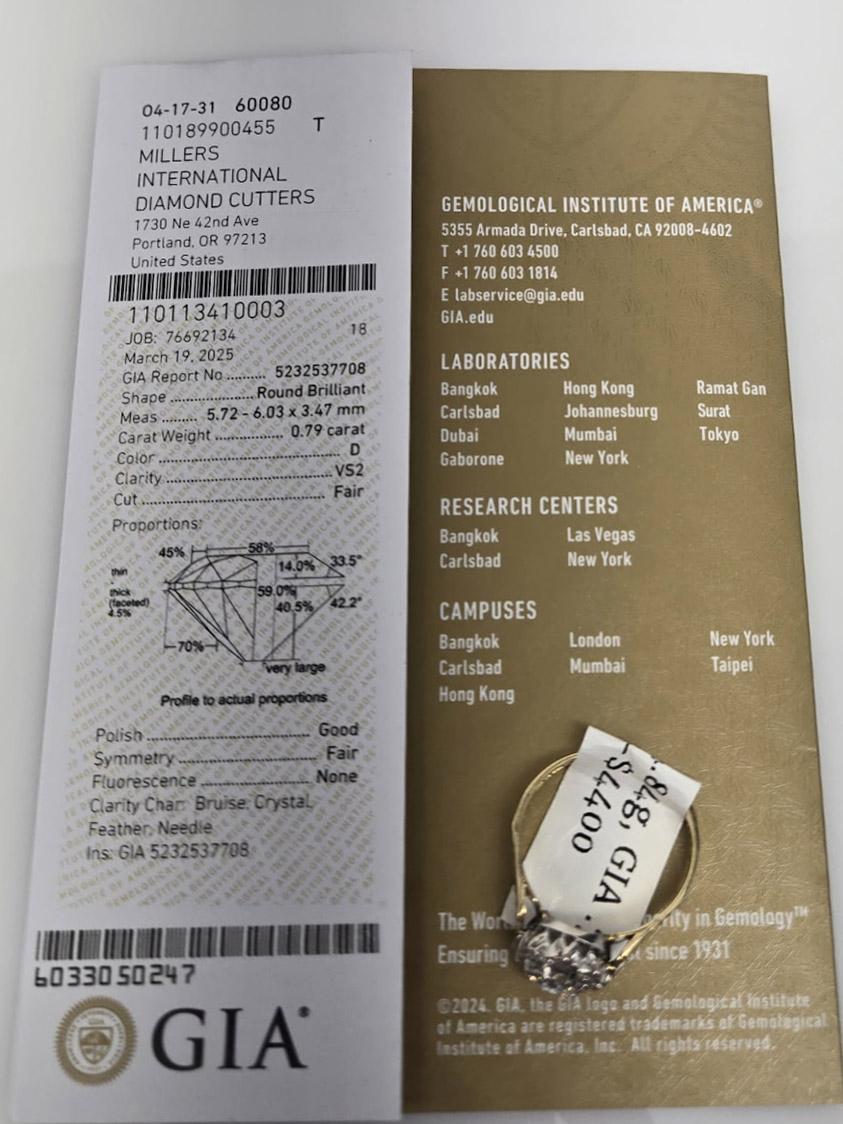 04-17-31 60080
110189900455 T
MILLERS
INTERNATIONAL
DIAMOND CUTTERS
1730 Ne 42nd Ave
Portland, OR 97213
United States
110113410003
JOB: 76692134 18
March 19, 2025
GIA Report No .......... 5232537708
Shape .................... Round Brilliant
Meas ......... 5.72 - 6.03 x 3.47 mm
Carat Weight ................. 0.79 carat
Color ............................................ D
Clarity ........................................ VS2
Cut ............................................. Fair
Proportions:
45% 58%
14.0% 33.5°
thin
-
thick
(faceted)
4.5%
59.0%
40.5% 42.2°
70%
very large
Profile to actual proportions
Polish ........................................ Good
Symmetry .................................. Fair
Fluorescence ........................... None
Clarity Char: Bruise, Crystal,
Feather, Needle
Ins: GIA 5232537708
6033050247
GIA®
GEMOLOGICAL INSTITUTE OF AMERICA®
5355 Armada Drive, Carlsbad, CA 92008-4602
T +1 760 603 4500
F +1 760 603 1814
E labservice@gia.edu
GIA.edu
LABORATORIES
Bangkok Hong Kong Ramat Gan
Carlsbad Johannesburg Surat
Dubai Mumbai Tokyo
Gaborone New York
RESEARCH CENTERS
Bangkok Las Vegas
Carlsbad New York
CAMPUSES
Bangkok London New York
Carlsbad Mumbai Taipei
Hong Kong
GIA
$4400
The in Gemology™
Ensuring since 1931
©2024. GIA, the GIA logo and Gemological Institute
of America are registered trademarks of Gemological
Institute of America, Inc. All rights reserved.